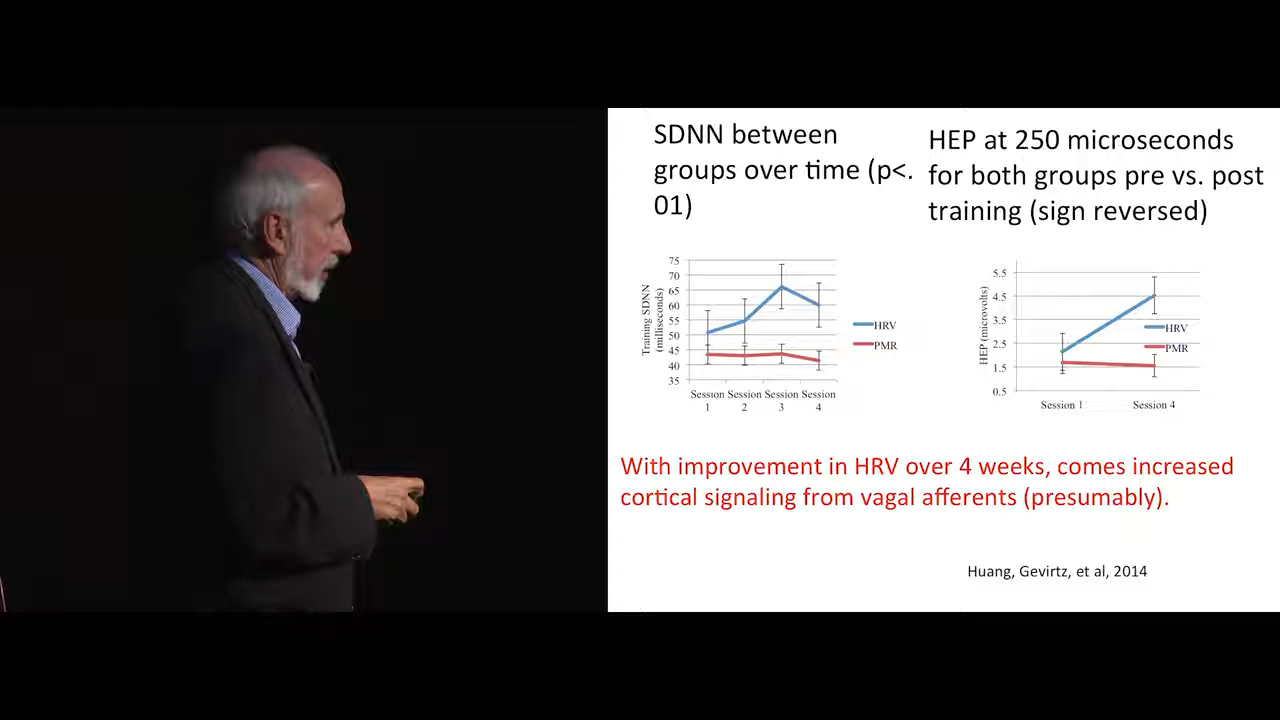 SDNN between
groups over time (p<.
01)
HEP at 250 microseconds
for both groups pre vs. post
training (sign reversed)
75
70
65
60
55
50
45
40
35
Training SDNN
(milliseconds)
Session 1
Session 2
Session 3
Session 4
HRV
PMR
5.5
4.5
3.5
2.5
1.5
0.5
HEP (microvolts)
Session 1
Session 4
HRV
PMR
With improvement in HRV over 4 weeks, comes increased
cortical signaling from vagal afferents (presumably).
Huang, Gevirtz, et al, 2014